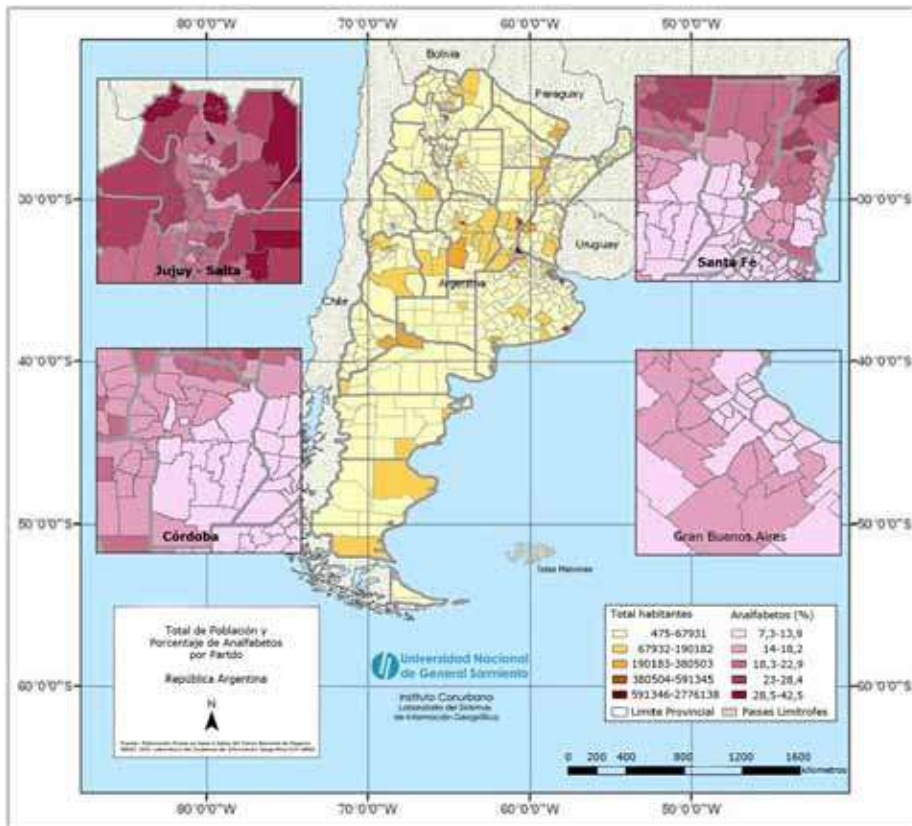 80°0'0"W 70°0'0"W 60°0'0"W 50°0'0"W
Bolivia
Paraguay
30°0'0"S 30°0'0"S
Jujuy - Salta
Santa Fé
Uruguay
Argentina
Chile
40°0'0"S 40°0'0"S
50°0'0"S 50°0'0"S
Córdoba
Gran Buenos Aires
Islas Malvinas
Total de Población y
Porcentaje de Analfabetos
por Partido
República Argentina
N
Universidad Nacional
de General Sarmiento
Instituto Conurbano
Laboratorio de Sistemas
de Información Geográfica
Total habitantes Analfabetos (%)
475-67931 7,3-13,9
67932-190182 14-18,2
190183-380503 18,3-22,9
380504-591345 23-28,4
591346-2776138 28,5-42,5
Limite Provincial Paises Limitrofes
60°0'0"S 60°0'0"S
0 200 400 800 1200 1600
kilometros
80°0'0"W 70°0'0"W 60°0'0"W 50°0'0"W